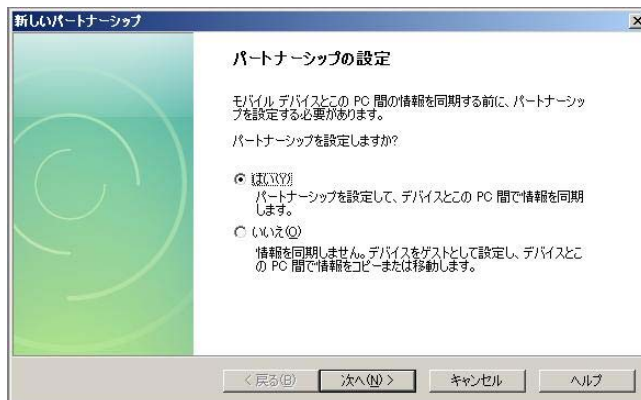 新しいパートナーシップ
パートナーシップの設定
モバイル デバイスとこの PC 間の情報を同期する前に、パートナーシッ
プを設定する必要があります。
パートナーシップを設定しますか?
はい(Y)
パートナーシップを設定して、デバイスとこの PC 間で情報を同期
します。
いいえ(O)
情報を同期しません。デバイスをゲストとして設定し、デバイスとこ
の PC 間で情報をコピーまたは移動します。
< 戻る(B) 次へ(N) > キャンセル ヘルプ